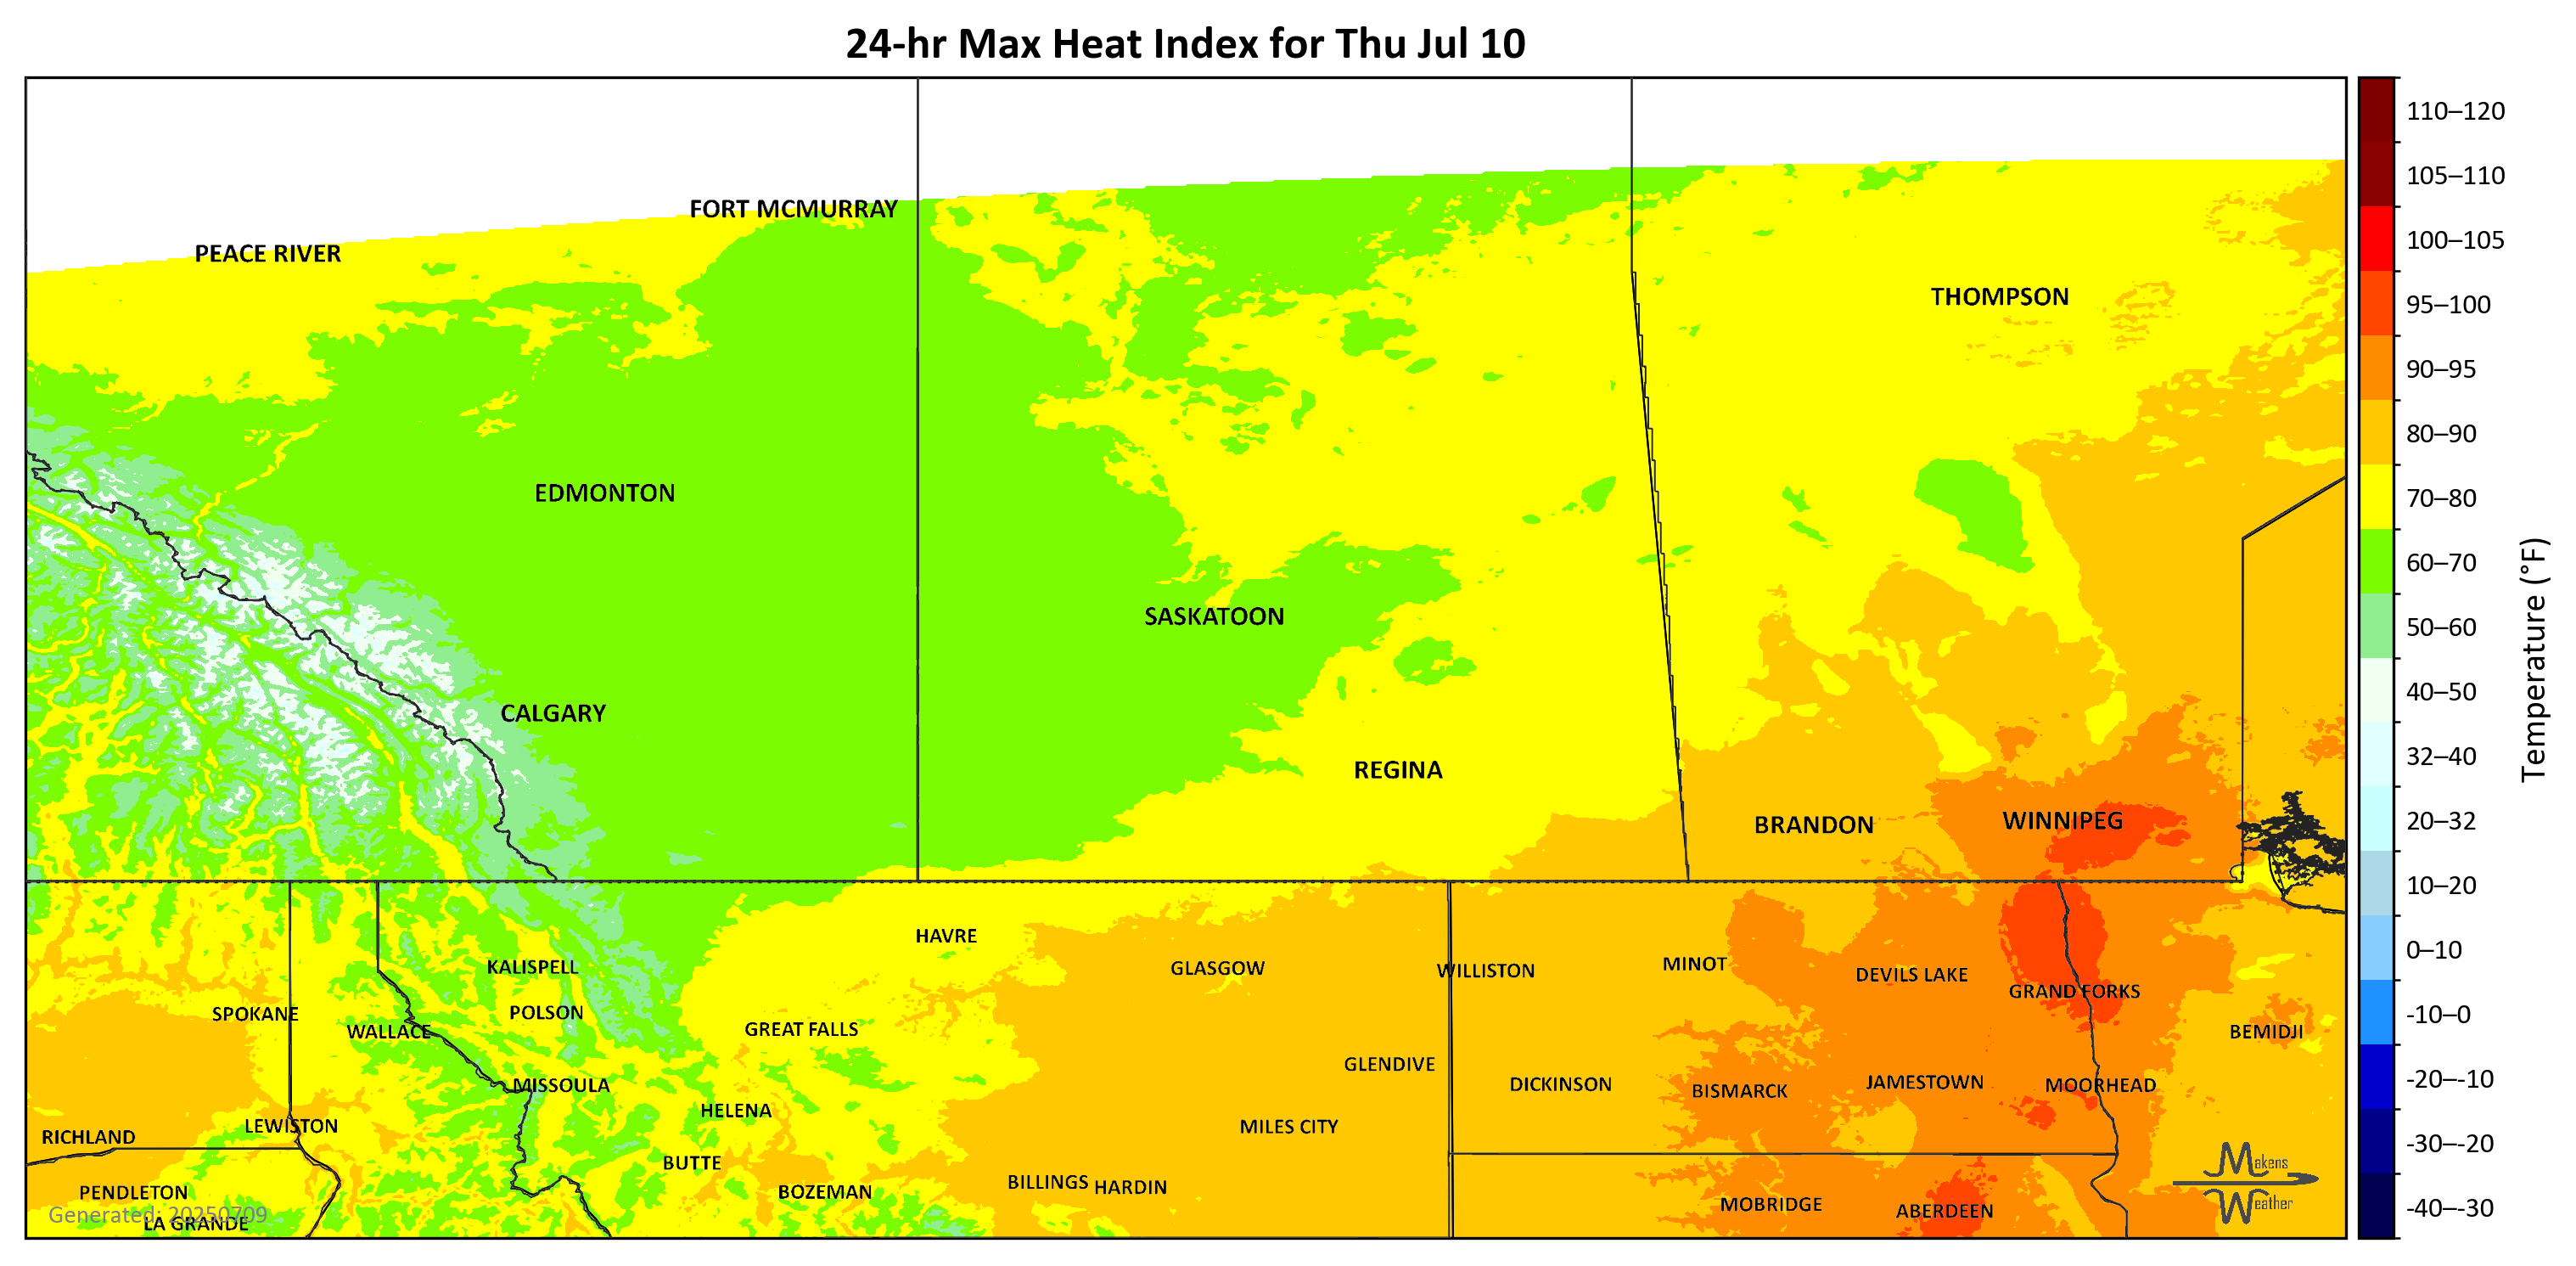 24-hr Max Heat Index for Thu Jul 10
FORT MCMURRAY
PEACE RIVER
THOMPSON
EDMONTON
SASKATOON
CALGARY
REGINA
WINNIPEG
BRANDON
HAVRE
KALISPELL
GLASGOW
WILLISTON
MINOT
DEVILS LAKE
GRAND FORKS
SPOKANE
POLSON
WALLACE
GREAT FALLS
BEMIDJI
GLENDIVE
MISSOULA
DICKINSON
BISMARCK
JAMESTOWN
MOORHEAD
HELENA
LEWISTON
MILES CITY
RICHLAND
BUTTE
BILLINGS
HARDIN
PENDLETON
BOZEMAN
MOBRIDGE
ABERDEEN
Generated: 20250709
LA GRANDE
Makens
Weather
110–120
105–110
100–105
95–100
90–95
80–90
70–80
60–70
50–60
40–50
32–40
20–32
10–20
0–10
-10–0
-20–-10
-30–-20
-40–-30
Temperature (°F)